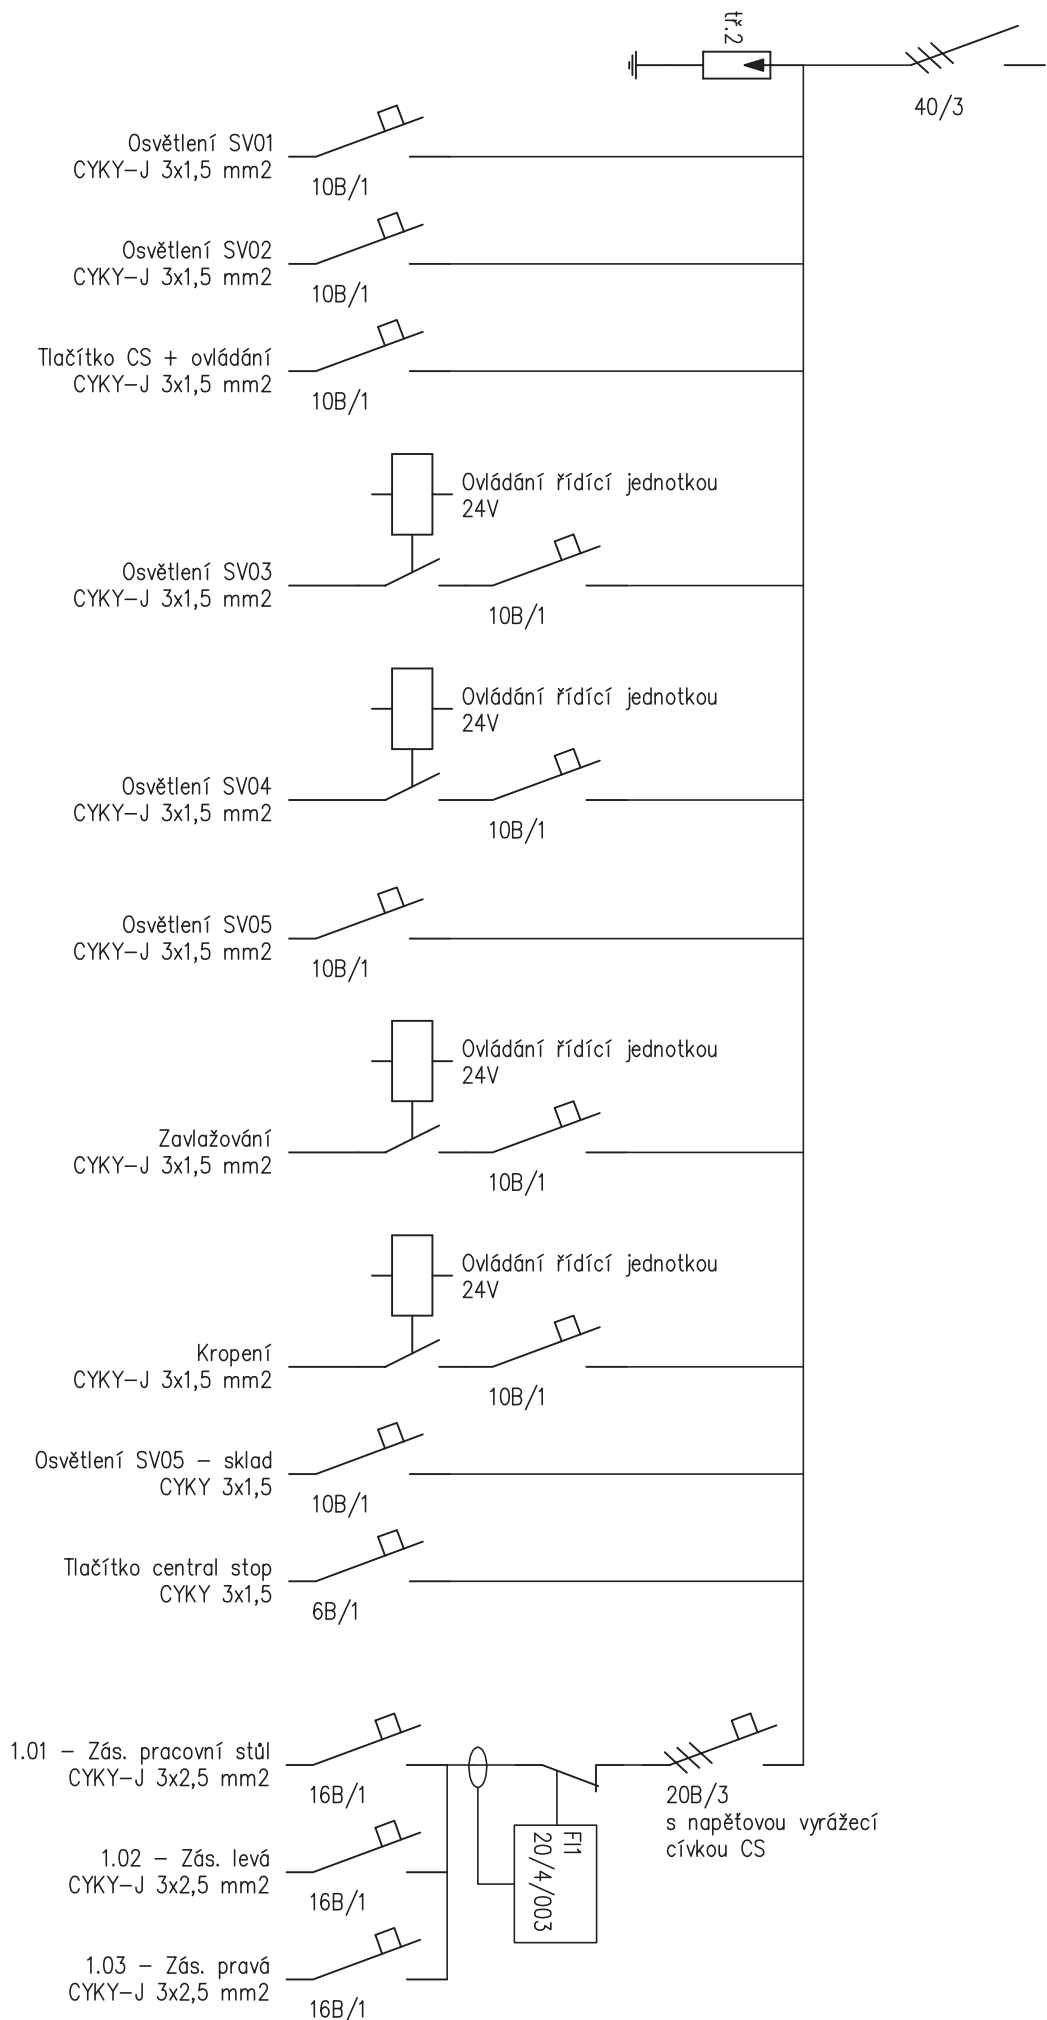 tř.2
40/3
Osvětlení SV01
CYKY-J 3x1,5 mm2
10B/1
Osvětlení SV02
CYKY-J 3x1,5 mm2
10B/1
Tlačítko CS + ovládání
CYKY-J 3x1,5 mm2
10B/1
Ovládání řídící jednotkou
24V
Osvětlení SV03
CYKY-J 3x1,5 mm2
10B/1
Ovládání řídící jednotkou
24V
Osvětlení SV04
CYKY-J 3x1,5 mm2
10B/1
Osvětlení SV05
CYKY-J 3x1,5 mm2
10B/1
Ovládání řídící jednotkou
24V
Zavlažování
CYKY-J 3x1,5 mm2
10B/1
Ovládání řídící jednotkou
24V
Kropení
CYKY-J 3x1,5 mm2
10B/1
Osvětlení SV05 - sklad
CYKY 3x1,5
10B/1
Tlačítko central stop
CYKY 3x1,5
6B/1
1.01 - Zás. pracovní stůl
CYKY-J 3x2,5 mm2
16B/1
20B/3
s napěťovou vyrážecí
cívkou CS
FI1
20/4/003
1.02 - Zás. levá
CYKY-J 3x2,5 mm2
16B/1
1.03 - Zás. pravá
CYKY-J 3x2,5 mm2
16B/1